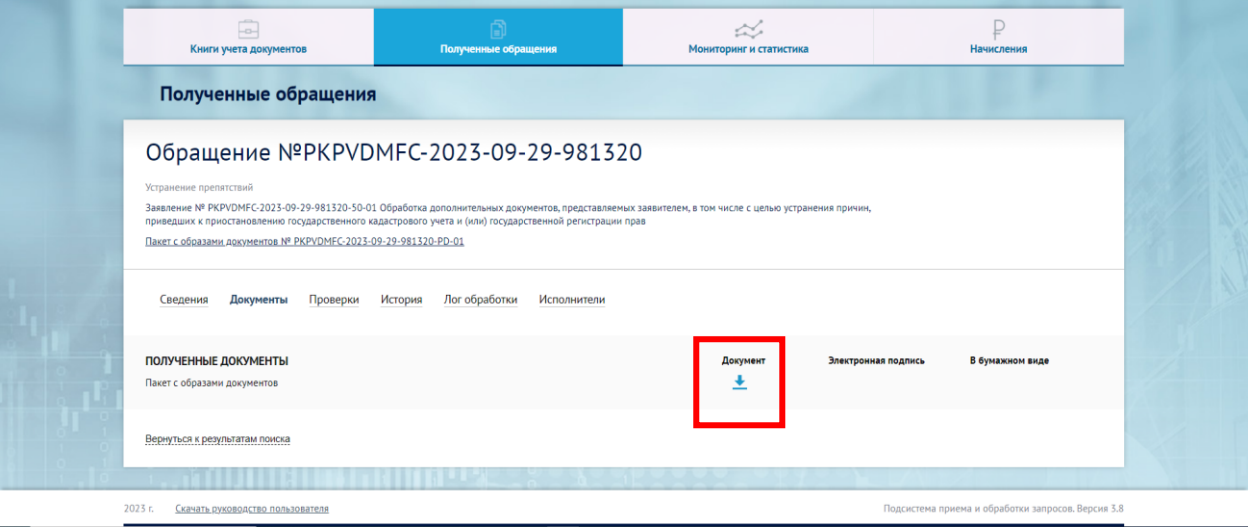 Книги учета документов
Полученные обращения
Мониторинг и статистика
Начисления
Полученные обращения
Обращение №PKPVDMFC-2023-09-29-981320
Устранение препятствий
Заявление № PKPVDMFC-2023-09-29-981320-50-01 Обработка дополнительных документов, представляемых заявителем, в том числе с целью устранения причин,
приведших к приостановлению государственного кадастрового учета и (или) государственной регистрации прав
Пакет с образами документов № PKPVDMFC-2023-09-29-981320-PD-01
Сведения Документы Проверки История Лог обработки Исполнители
ПОЛУЧЕННЫЕ ДОКУМЕНТЫ Документ Электронная подпись В бумажном виде
Пакет с образами документов
Вернуться к результатам поиска
2023 г. Скачать руководство пользователя Подсистема приема и обработки запросов. Версия 3.8